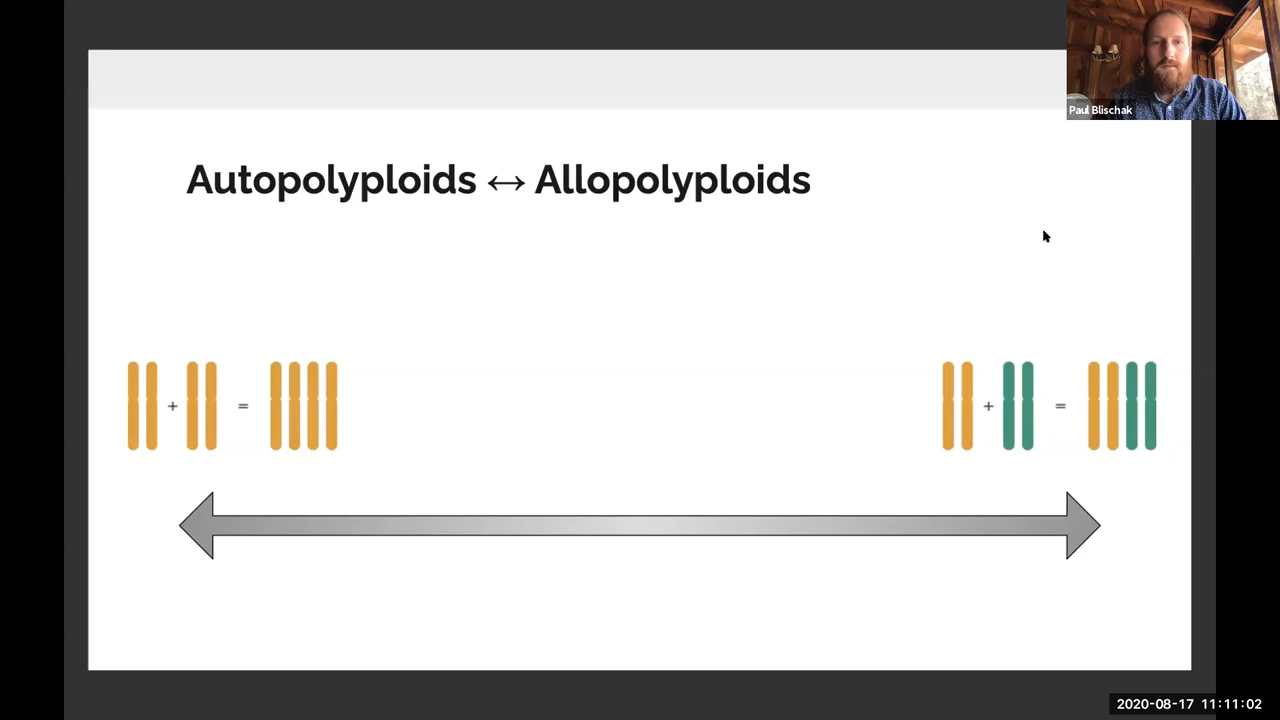 Paul Blischak
Autopolyploids ↔ Allopolyploids
+ = + =
2020-08-17 11:11:02